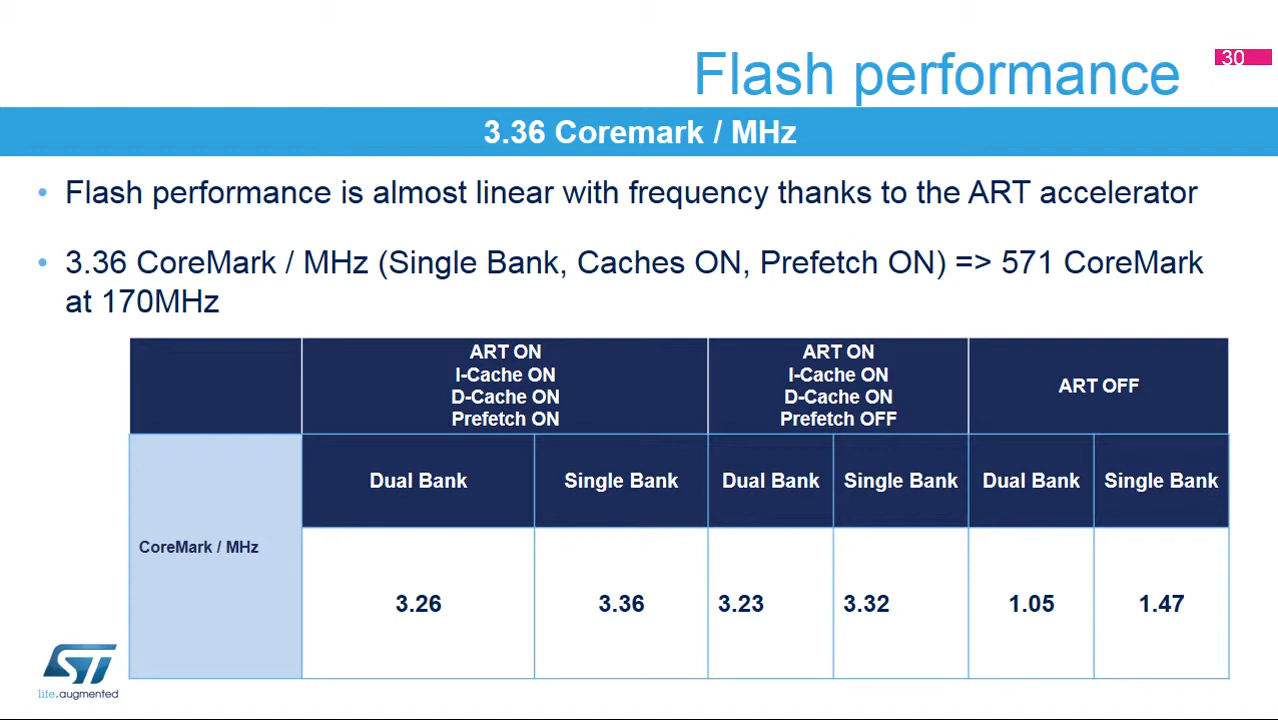 Flash performance
30
3.36 Coremark / MHz
• Flash performance is almost linear with frequency thanks to the ART accelerator
• 3.36 CoreMark / MHz (Single Bank, Caches ON, Prefetch ON) => 571 CoreMark
at 170MHz
ART ON
I-Cache ON
D-Cache ON
Prefetch ON
ART ON
I-Cache ON
D-Cache ON
Prefetch OFF
ART OFF
CoreMark / MHz
Dual Bank
Single Bank
Dual Bank
Single Bank
Dual Bank
Single Bank
3.26
3.36
3.23
3.32
1.05
1.47
ST
life.augmented